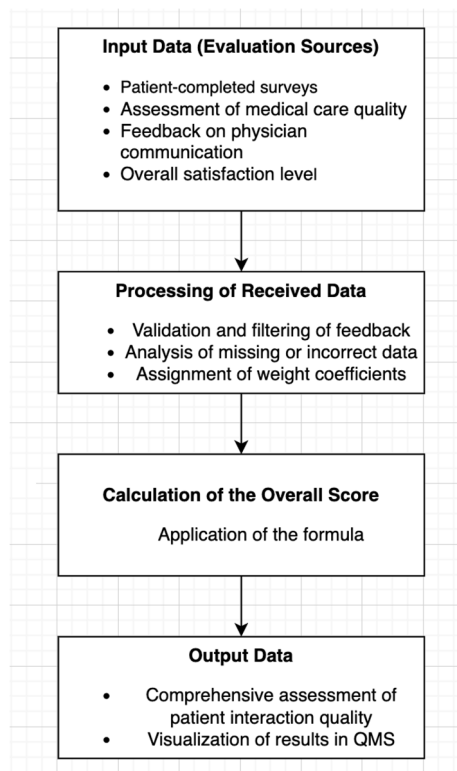 Input Data (Evaluation Sources)
• Patient-completed surveys
• Assessment of medical care quality
• Feedback on physician
communication
• Overall satisfaction level
Processing of Received Data
• Validation and filtering of feedback
• Analysis of missing or incorrect data
• Assignment of weight coefficients
Calculation of the Overall Score
Application of the formula
Output Data
• Comprehensive assessment of
patient interaction quality
• Visualization of results in QMS